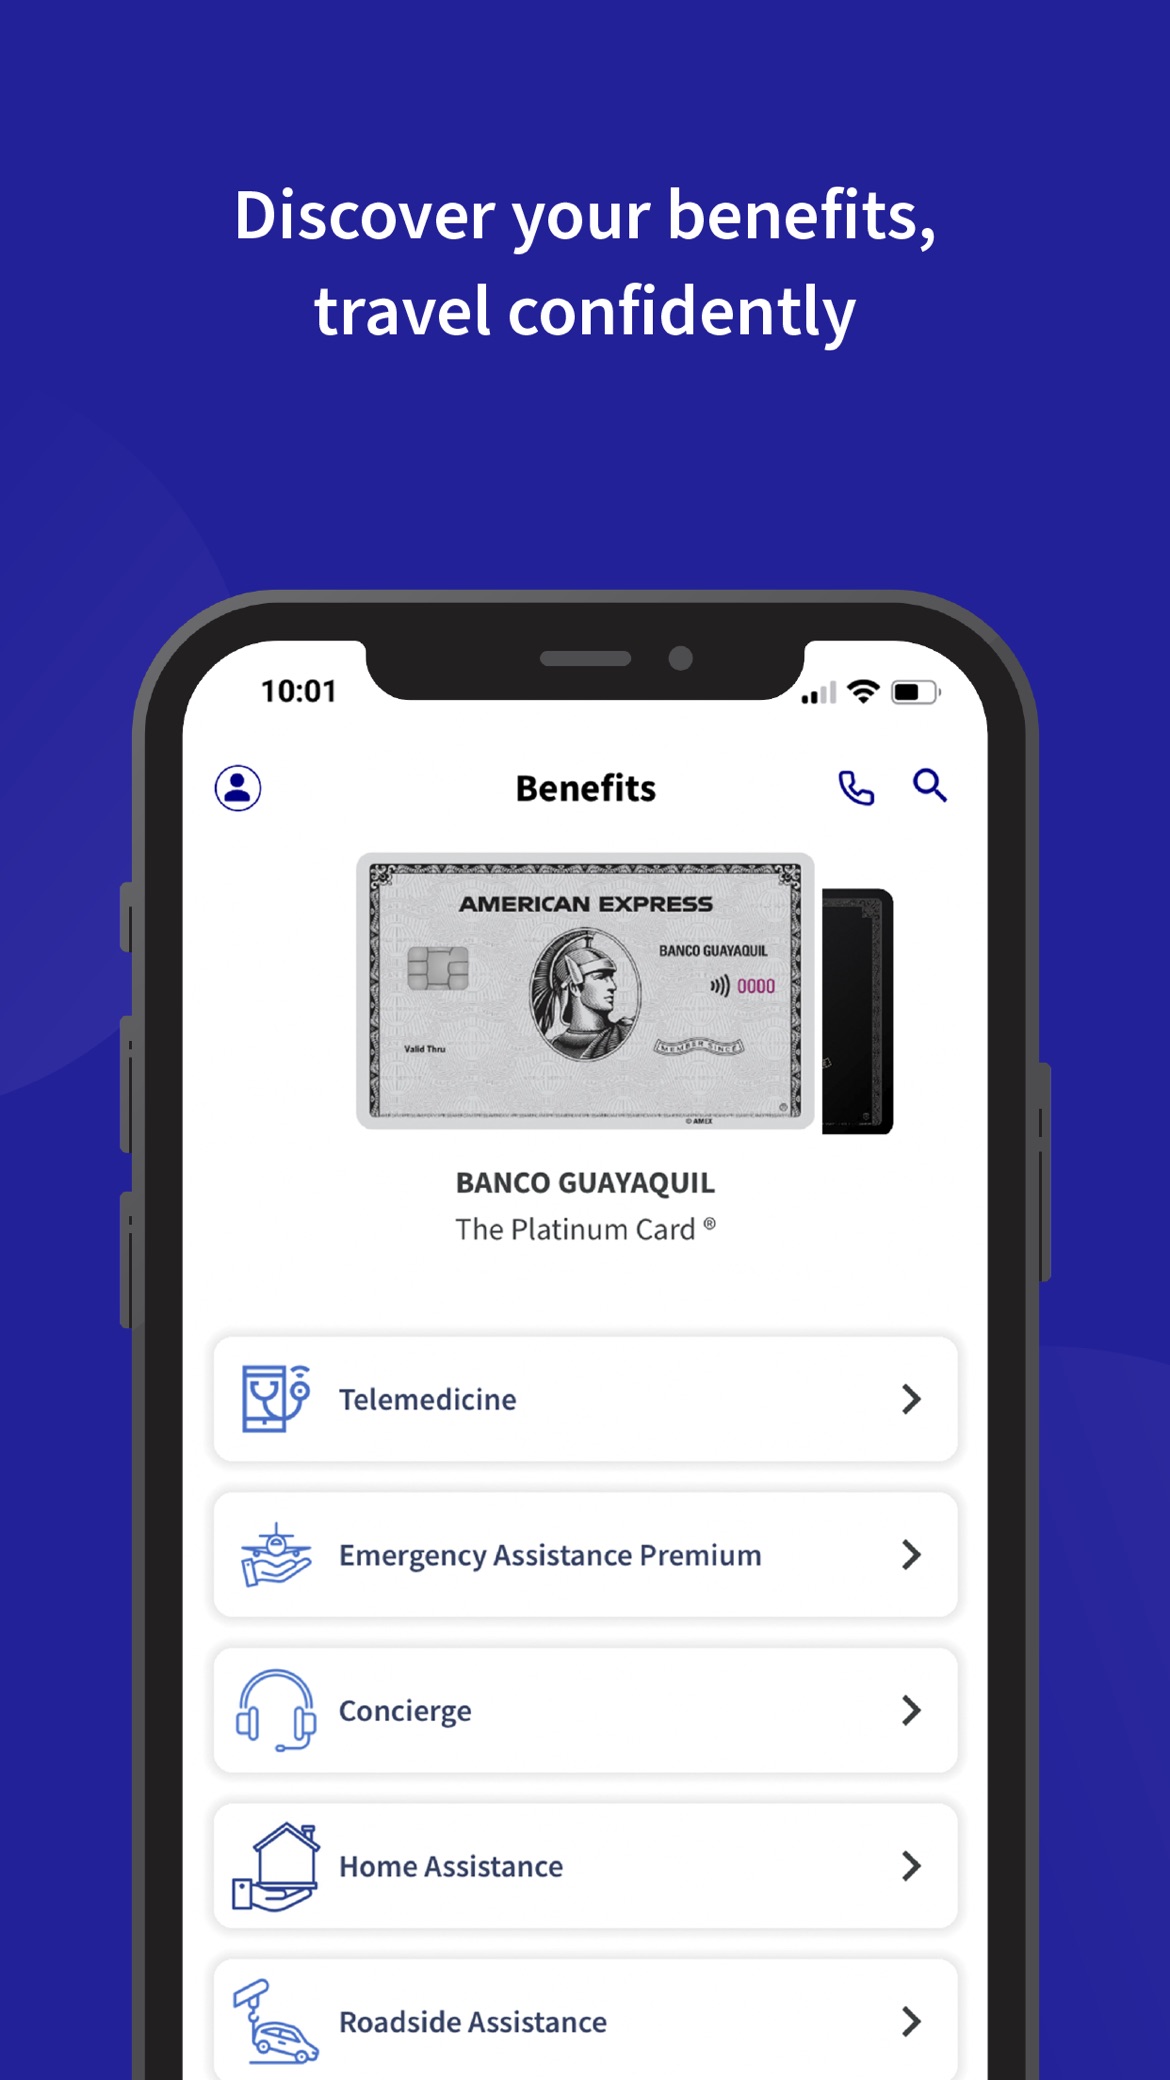 Discover your benefits,
travel confidently
10:01
Benefits
AMERICAN EXPRESS
BANCO GUAYAQUIL
0000
Valid Thru
MEMBER SINCE
®
© AMEX
BANCO GUAYAQUIL
The Platinum Card ®
Telemedicine
Emergency Assistance Premium
Concierge
Home Assistance
Roadside Assistance